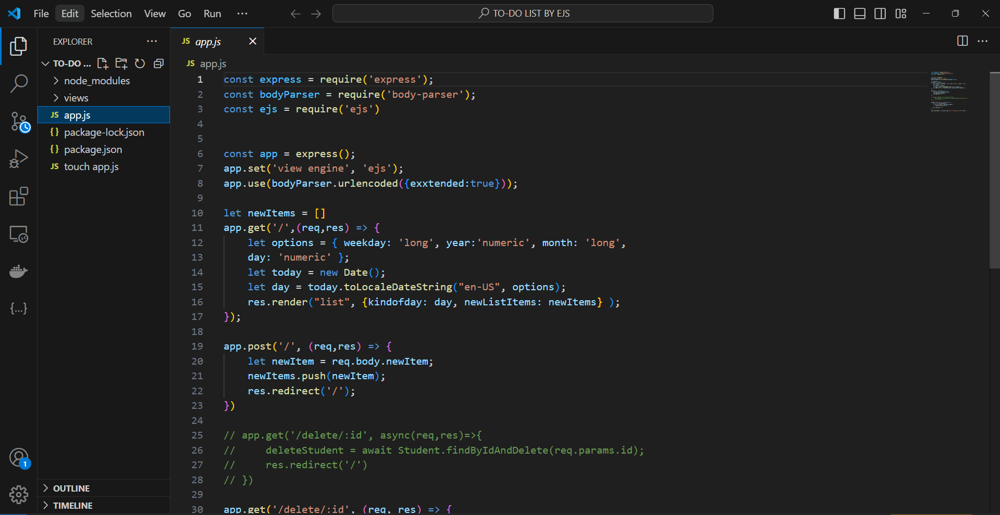 File Edit Selection View Go Run ··· TO-DO LIST BY EJS
EXPLORER ···
TO-DO ...
node_modules
views
JS app.js
{} package-lock.json
{} package.json
JS touch app.js
OUTLINE
TIMELINE
1
{...}
JS app.js
JS app.js
1 const express = require('express');
2 const bodyParser = require('body-parser');
3 const ejs = require('ejs')
4
5
6 const app = express();
7 app.set('view engine', 'ejs');
8 app.use(bodyParser.urlencoded({exxtended:true}));
9
10 let newItems = []
11 app.get('/',(req,res) => {
12     let options = { weekday: 'long', year:'numeric', month: 'long',
13     day: 'numeric' };
14     let today = new Date();
15     let day = today.toLocaleDateString("en-US", options);
16     res.render("list", {kindofday: day, newListItems: newItems} );
17 });
18
19 app.post('/', (req,res) => {
20     let newItem = req.body.newItem;
21     newItems.push(newItem);
22     res.redirect('/');
23 })
24
25 // app.get('/delete/:id', async(req,res)=>{
26 //     deleteStudent = await Student.findByIdAndDelete(req.params.id);
27 //     res.redirect('/')
28 // })
29
30 app.get('/delete/:id', (req, res) => {